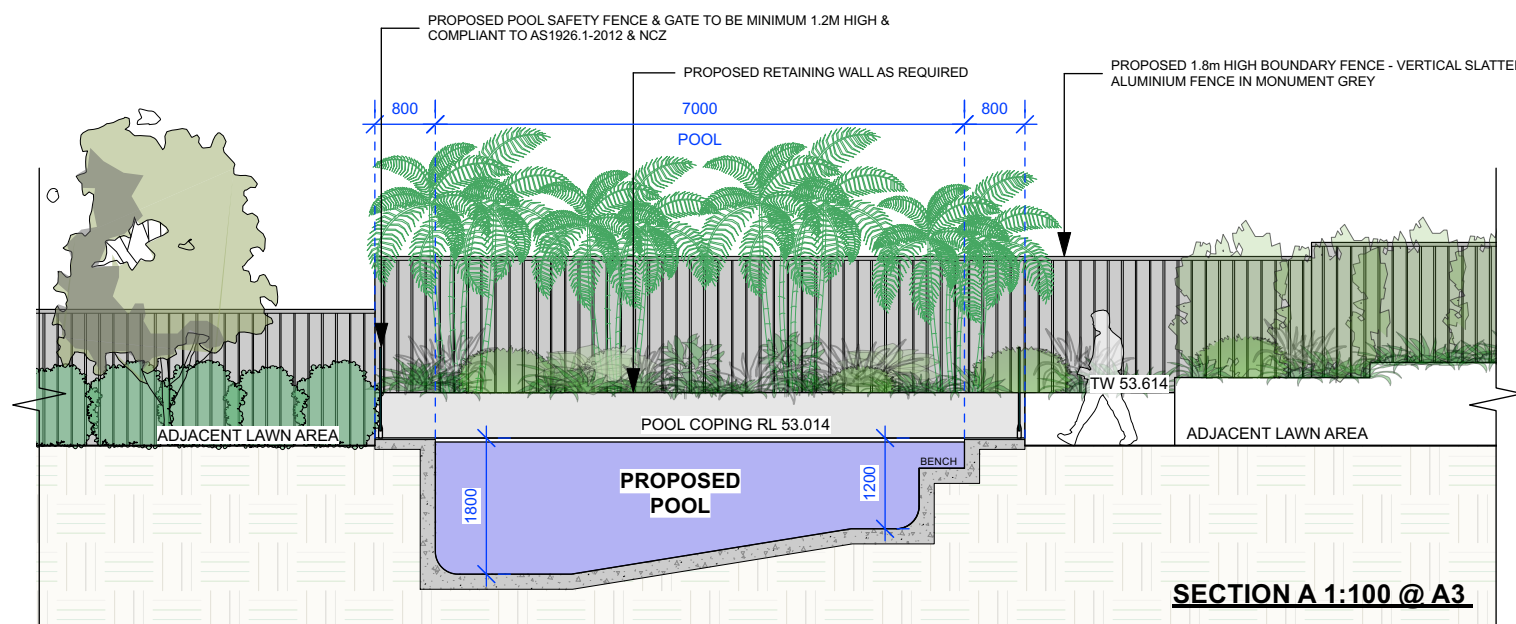 PROPOSED POOL SAFETY FENCE & GATE TO BE MINIMUM 1.2M HIGH &
COMPLIANT TO AS1926.1-2012 & NCZ
PROPOSED RETAINING WALL AS REQUIRED
PROPOSED 1.8m HIGH BOUNDARY FENCE - VERTICAL SLATTE
ALUMINIUM FENCE IN MONUMENT GREY
800
7000
800
POOL
TW 53.614
POOL COPING RL 53.014
ADJACENT LAWN AREA
ADJACENT LAWN AREA
BENCH
PROPOSED
POOL
1800
1200
SECTION A 1:100 @ A3